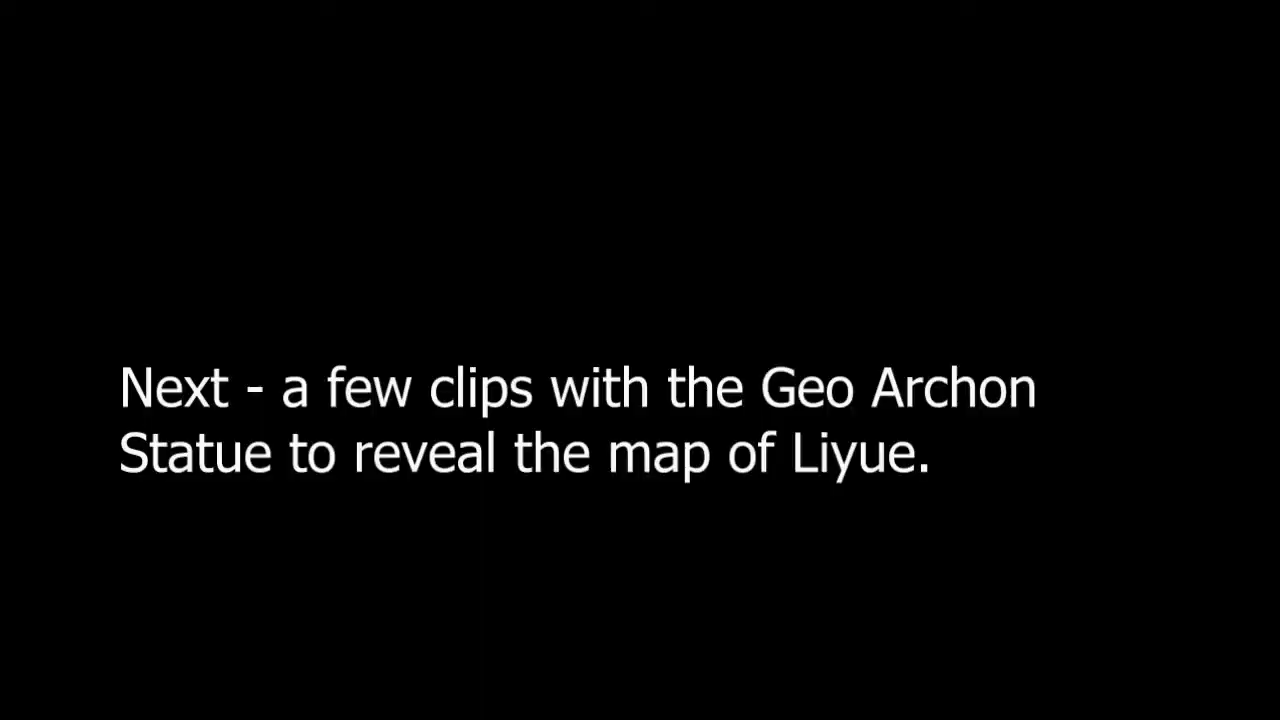 Next - a few clips with the Geo Archon
Statue to reveal the map of Liyue.